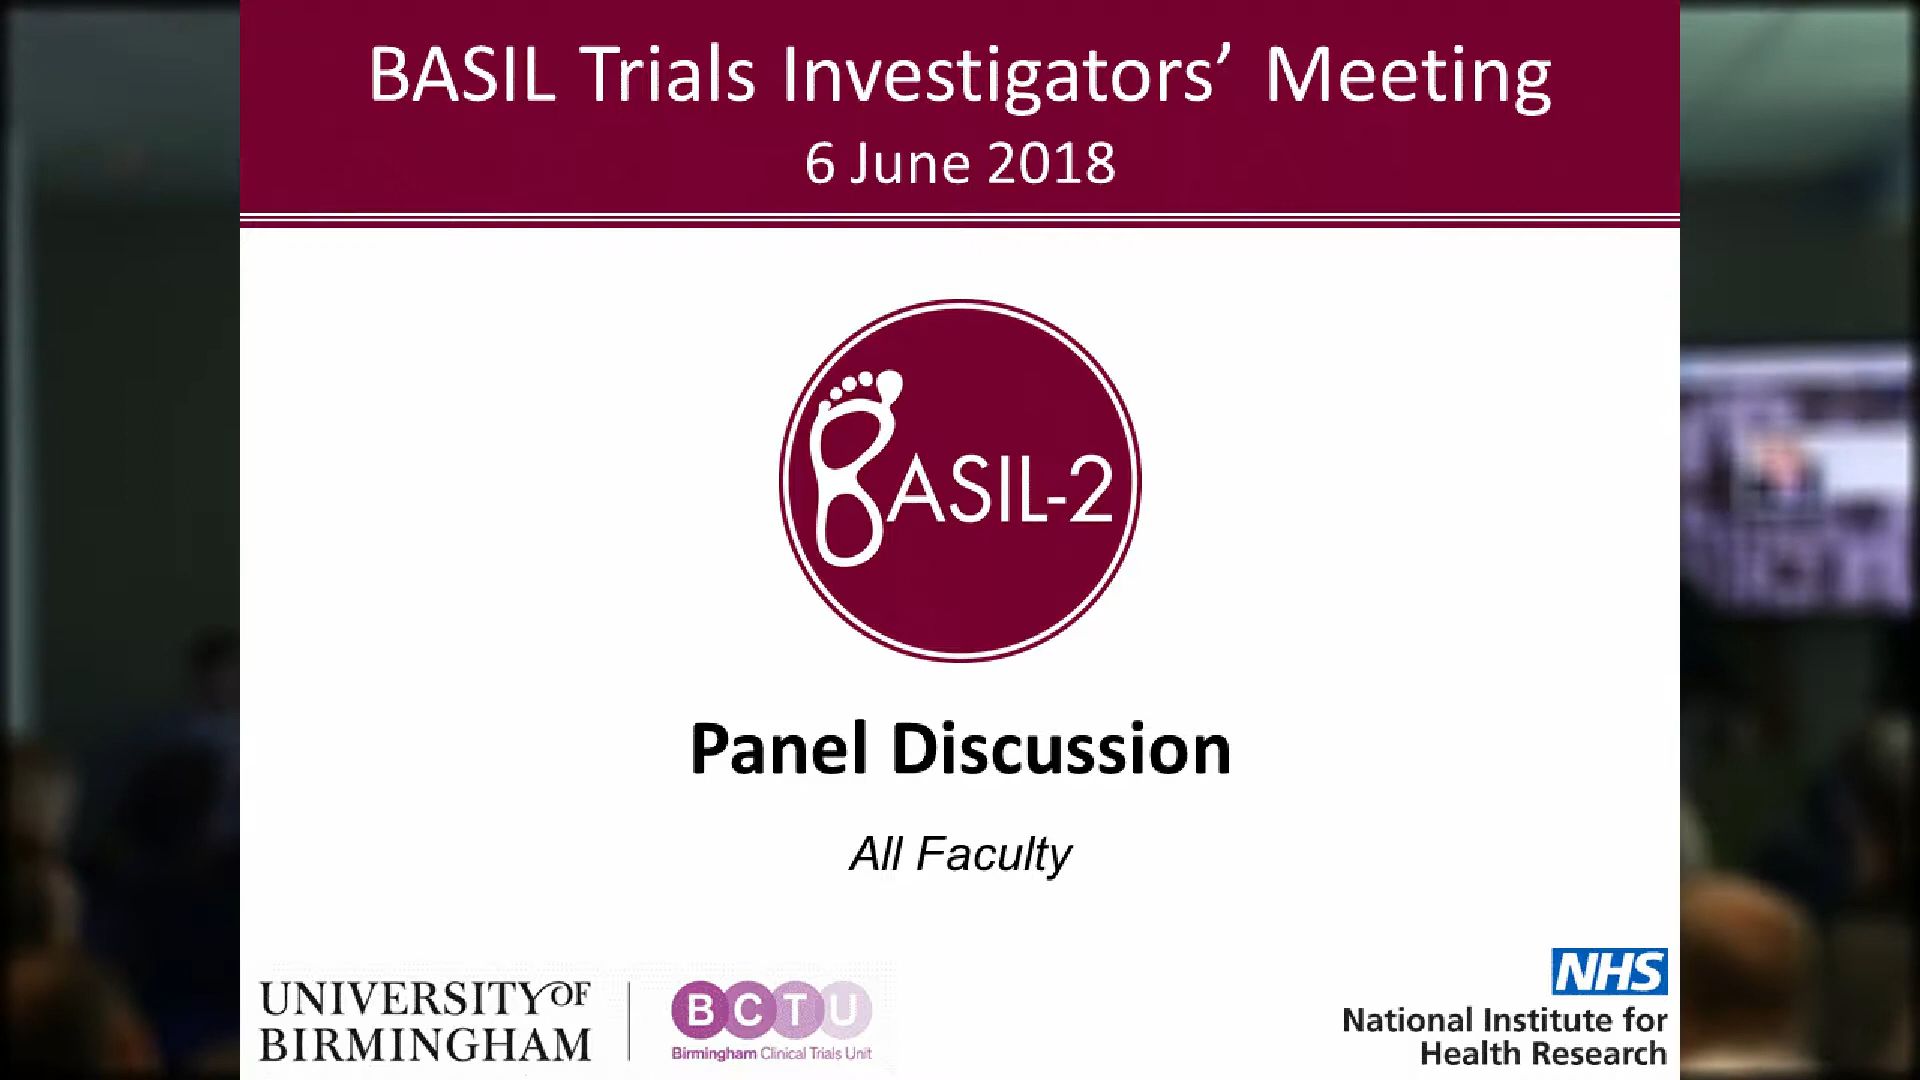 BASIL Trials Investigators’ Meeting
6 June 2018
BASIL-2
Panel Discussion
All Faculty
UNIVERSITY OF
BIRMINGHAM
BCTU
Birmingham Clinical Trials Unit
NHS
National Institute for
Health Research